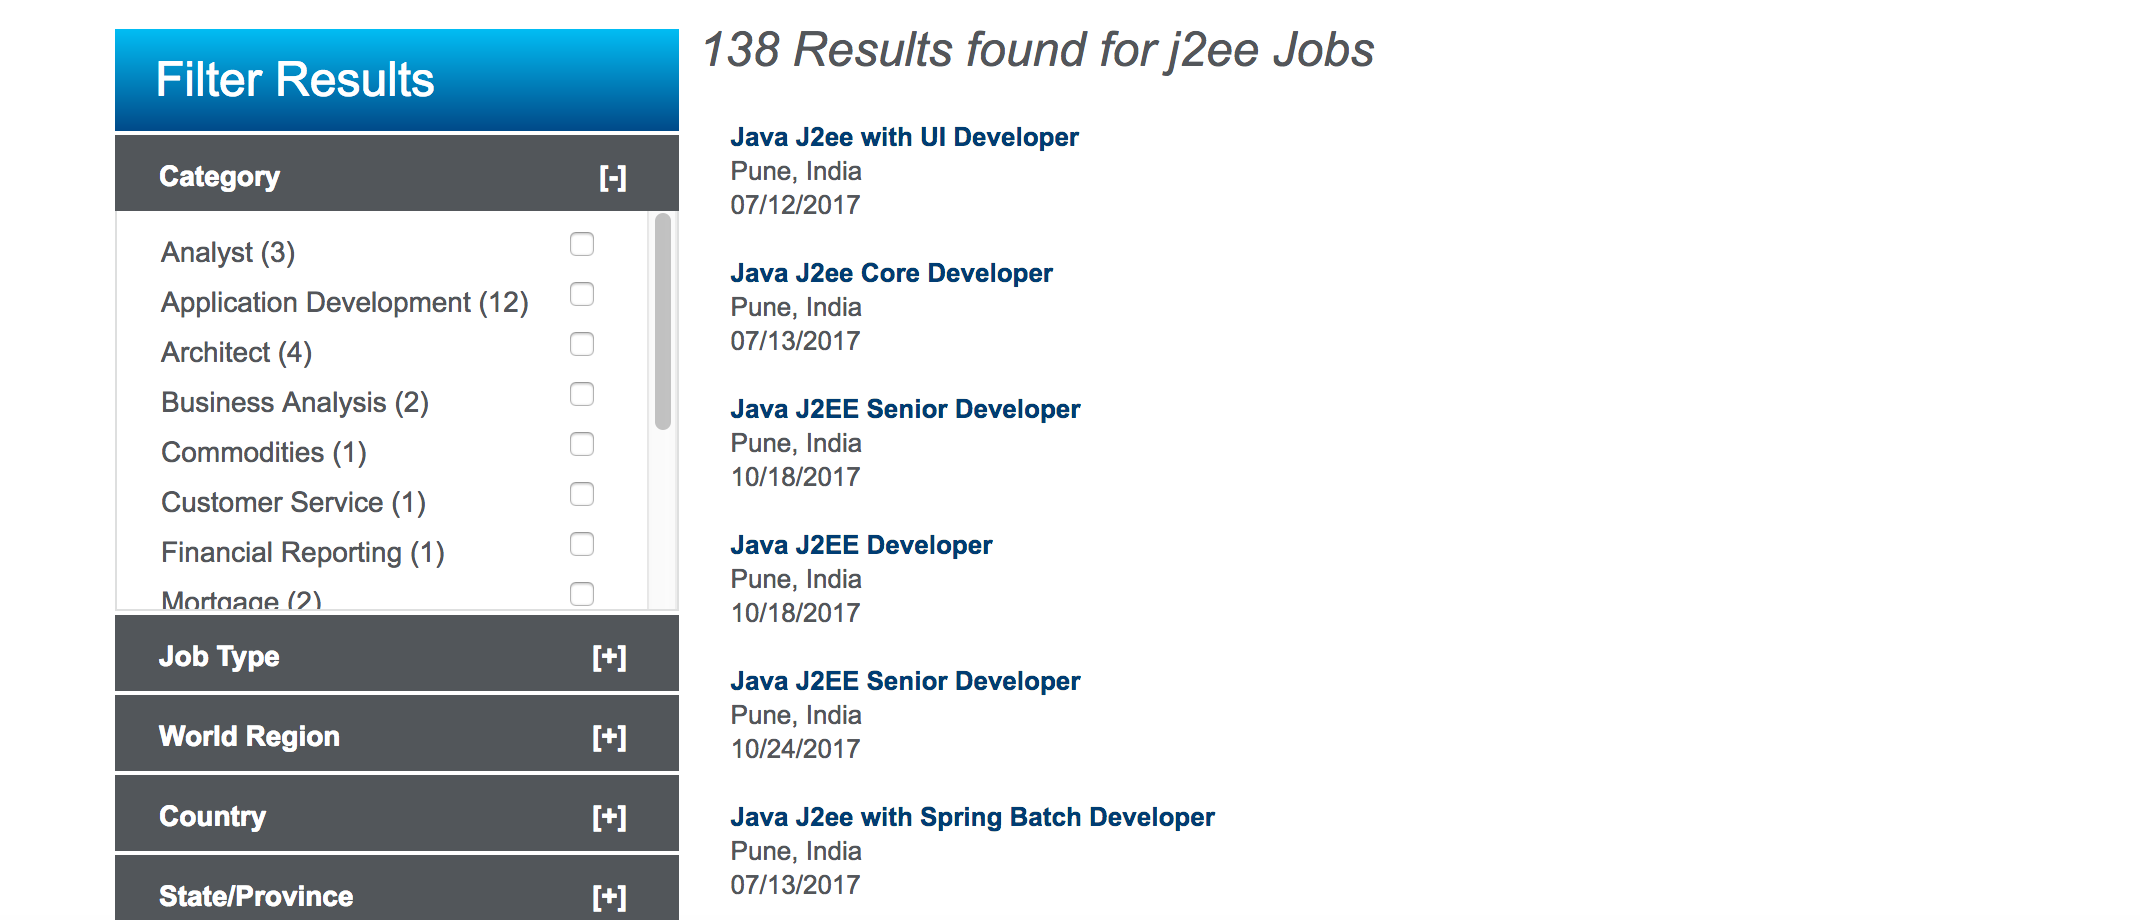 Filter Results
Category [-]
Analyst (3)
Application Development (12)
Architect (4)
Business Analysis (2)
Commodities (1)
Customer Service (1)
Financial Reporting (1)
Mortgage (2)
Job Type [+]
World Region [+]
Country [+]
State/Province [+]
138 Results found for j2ee Jobs
Java J2ee with UI Developer
Pune, India
07/12/2017
Java J2ee Core Developer
Pune, India
07/13/2017
Java J2EE Senior Developer
Pune, India
10/18/2017
Java J2EE Developer
Pune, India
10/18/2017
Java J2EE Senior Developer
Pune, India
10/24/2017
Java J2ee with Spring Batch Developer
Pune, India
07/13/2017